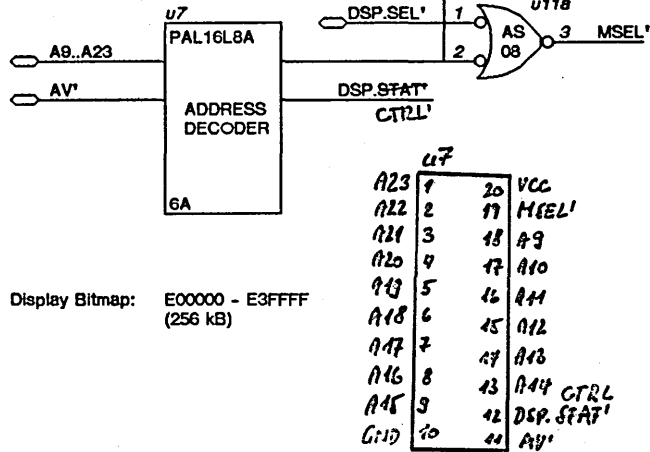 u7
DSP.SEL'
1
u11a
PAL16L8A
AS
08
3
MSEL'
A9..A23
2
AV'
DSP.STAT'
CTRL'
ADDRESS
DECODER
6A
u7
A23 1 20 VCC
A22 2 19 MSEL'
A21 3 18 A9
A20 4 17 A10
A19 5 16 A11
A18 6 15 A12
A17 7 14 A13
A16 8 13 A14
CTRL
A15 9 12 DSP.STAT'
GND 10 11 AV'
Display Bitmap: E00000 - E3FFFF
(256 kB)